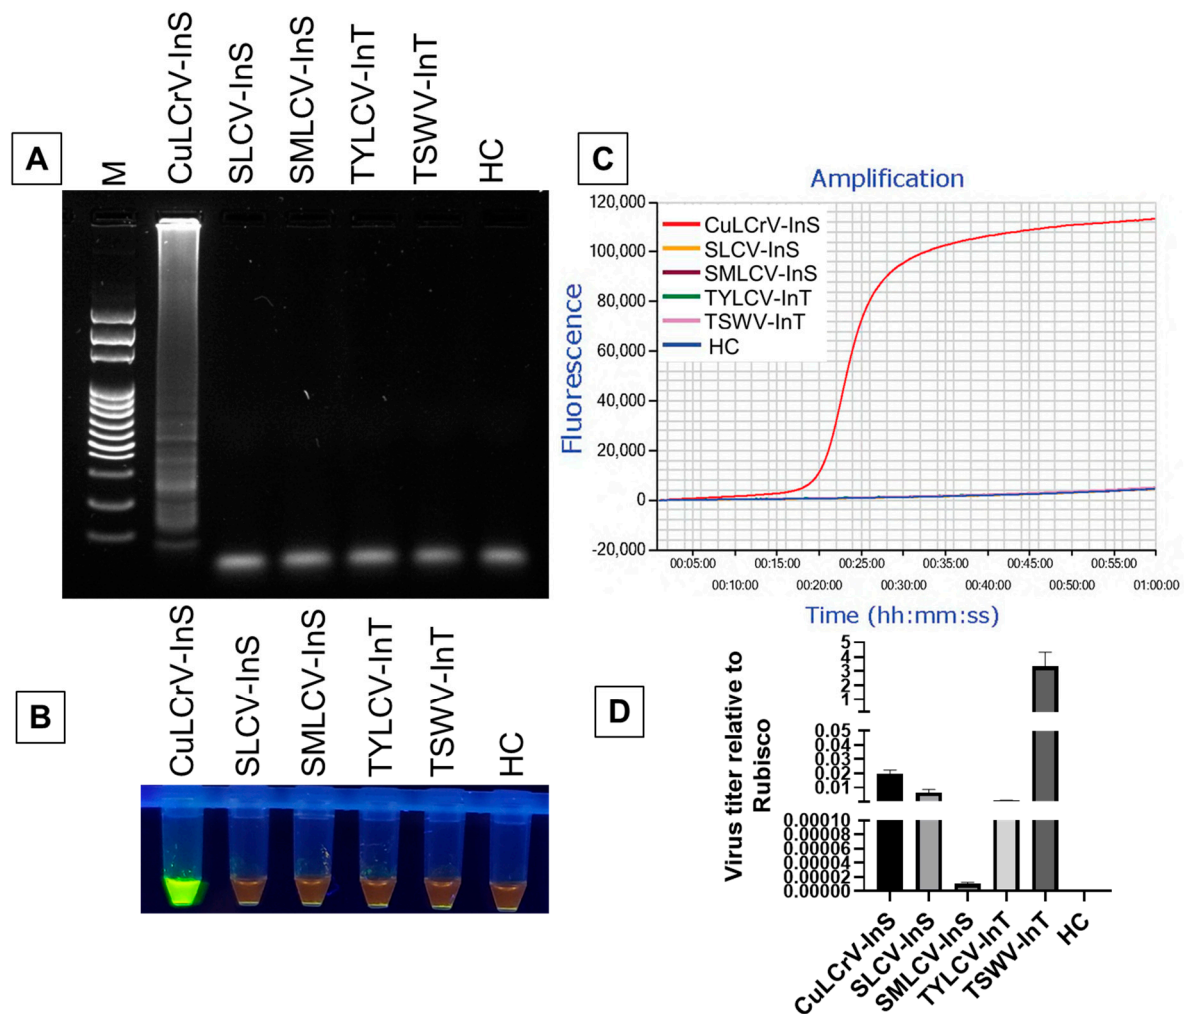 A
M
CuLCrV-InS
SLCV-InS
SMLCV-InS
TYLCV-InT
TSWV-InT
HC
B
CuLCrV-InS
SLCV-InS
SMLCV-InS
TYLCV-InT
TSWV-InT
HC
C
Amplification
Fluorescence
120,000
100,000
80,000
60,000
40,000
20,000
0
-20,000
CuLCrV-InS
SLCV-InS
SMLCV-InS
TYLCV-InT
TSWV-InT
HC
00:05:00 00:15:00 00:25:00 00:35:00 00:45:00 00:55:00
00:10:00 00:20:00 00:30:00 00:40:00 00:50:00 01:00:00
Time (hh:mm:ss)
D
Virus titer relative to
Rubisco
5
4
3
2
1
0.05
0.04
0.03
0.02
0.01
0.00010
0.00008
0.00006
0.00004
0.00002
0.00000
CuLCrV-InS
SLCV-InS
SMLCV-InS
TYLCV-InT
TSWV-InT
HC